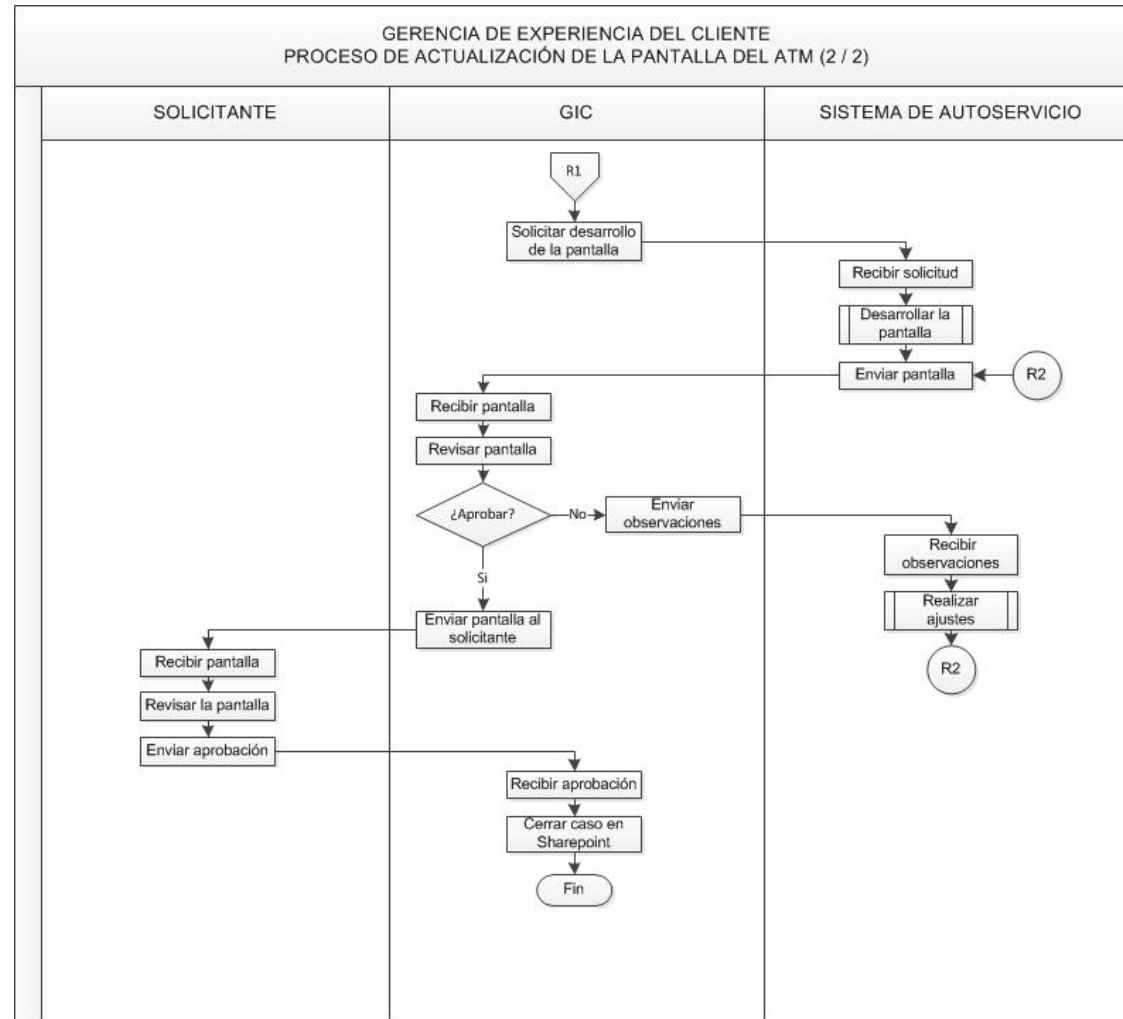 GERENCIA DE EXPERIENCIA DEL CLIENTE
PROCESO DE ACTUALIZACIÓN DE LA PANTALLA DEL ATM (2 / 2)
SOLICITANTE
GIC
SISTEMA DE AUTOSERVICIO
R1
Solicitar desarrollo
de la pantalla
Recibir solicitud
Desarrollar la
pantalla
Enviar pantalla
R2
Recibir pantalla
Revisar pantalla
¿Aprobar?
No
Enviar
observaciones
Recibir
observaciones
Si
Realizar
ajustes
Enviar pantalla al
solicitante
R2
Recibir pantalla
Revisar la pantalla
Enviar aprobación
Recibir aprobación
Cerrar caso en
Sharepoint
Fin